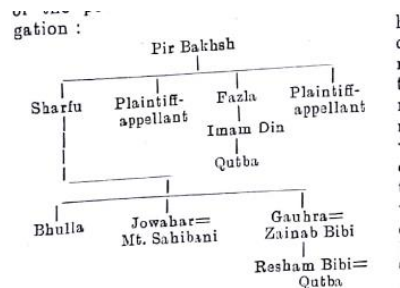 gation :
Pir Bakhsh
Sharfu Plaintiff- Fazla Plaintiff-
appellant appellant
Imam Din
Qutba
Bhulla Jowahar= Gauhra=
Mt. Sahibani Zainab Bibi
Resham Bibi=
Qutba